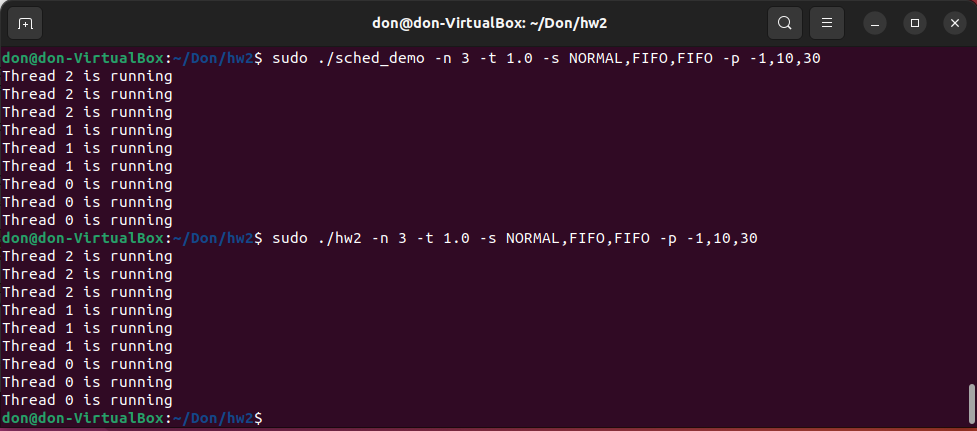 don@don-VirtualBox: ~/Don/hw2
don@don-VirtualBox:~/Don/hw2$ sudo ./sched_demo -n 3 -t 1.0 -s NORMAL,FIFO,FIFO -p -1,10,30
Thread 2 is running
Thread 2 is running
Thread 2 is running
Thread 1 is running
Thread 1 is running
Thread 1 is running
Thread 0 is running
Thread 0 is running
Thread 0 is running
don@don-VirtualBox:~/Don/hw2$ sudo ./hw2 -n 3 -t 1.0 -s NORMAL,FIFO,FIFO -p -1,10,30
Thread 2 is running
Thread 2 is running
Thread 2 is running
Thread 1 is running
Thread 1 is running
Thread 1 is running
Thread 0 is running
Thread 0 is running
Thread 0 is running
don@don-VirtualBox:~/Don/hw2$